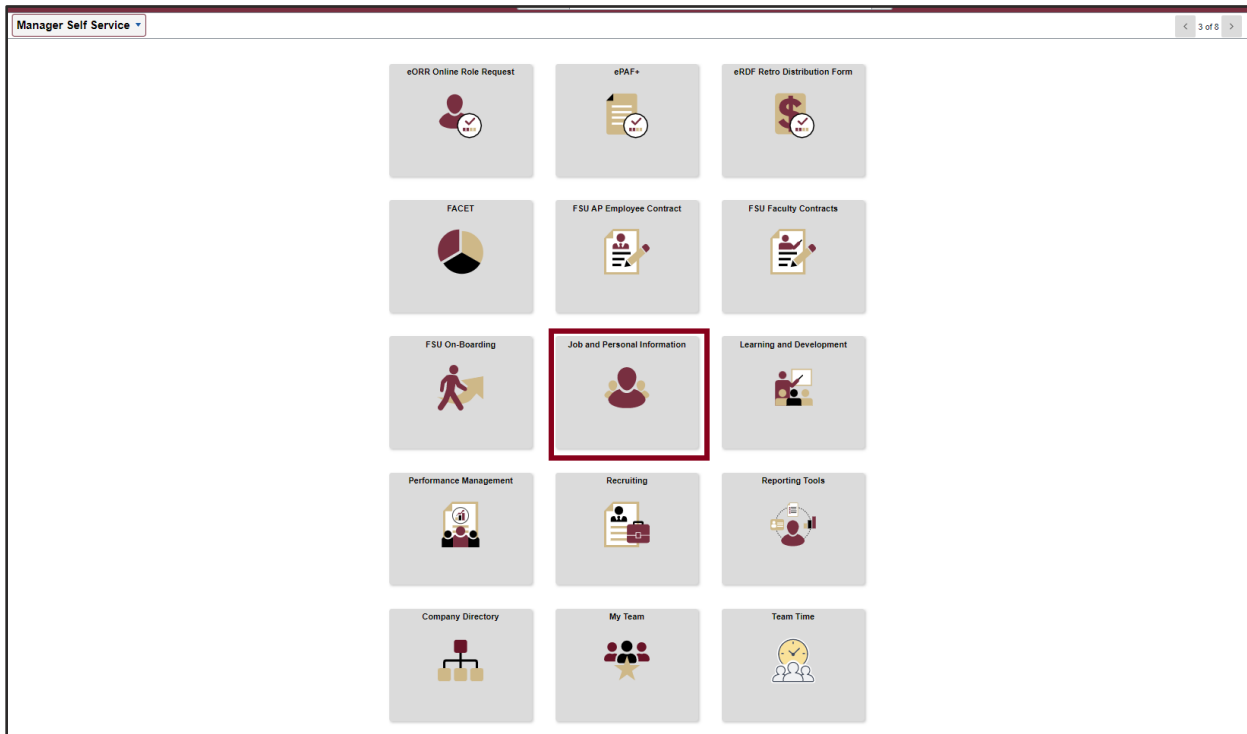 Manager Self Service
3 of 8
eORR Online Role Request
ePAF+
eRDF Retro Distribution Form
FACET
FSU AP Employee Contract
FSU Faculty Contracts
FSU On-Boarding
Job and Personal Information
Learning and Development
Performance Management
Recruiting
Reporting Tools
Company Directory
My Team
Team Time